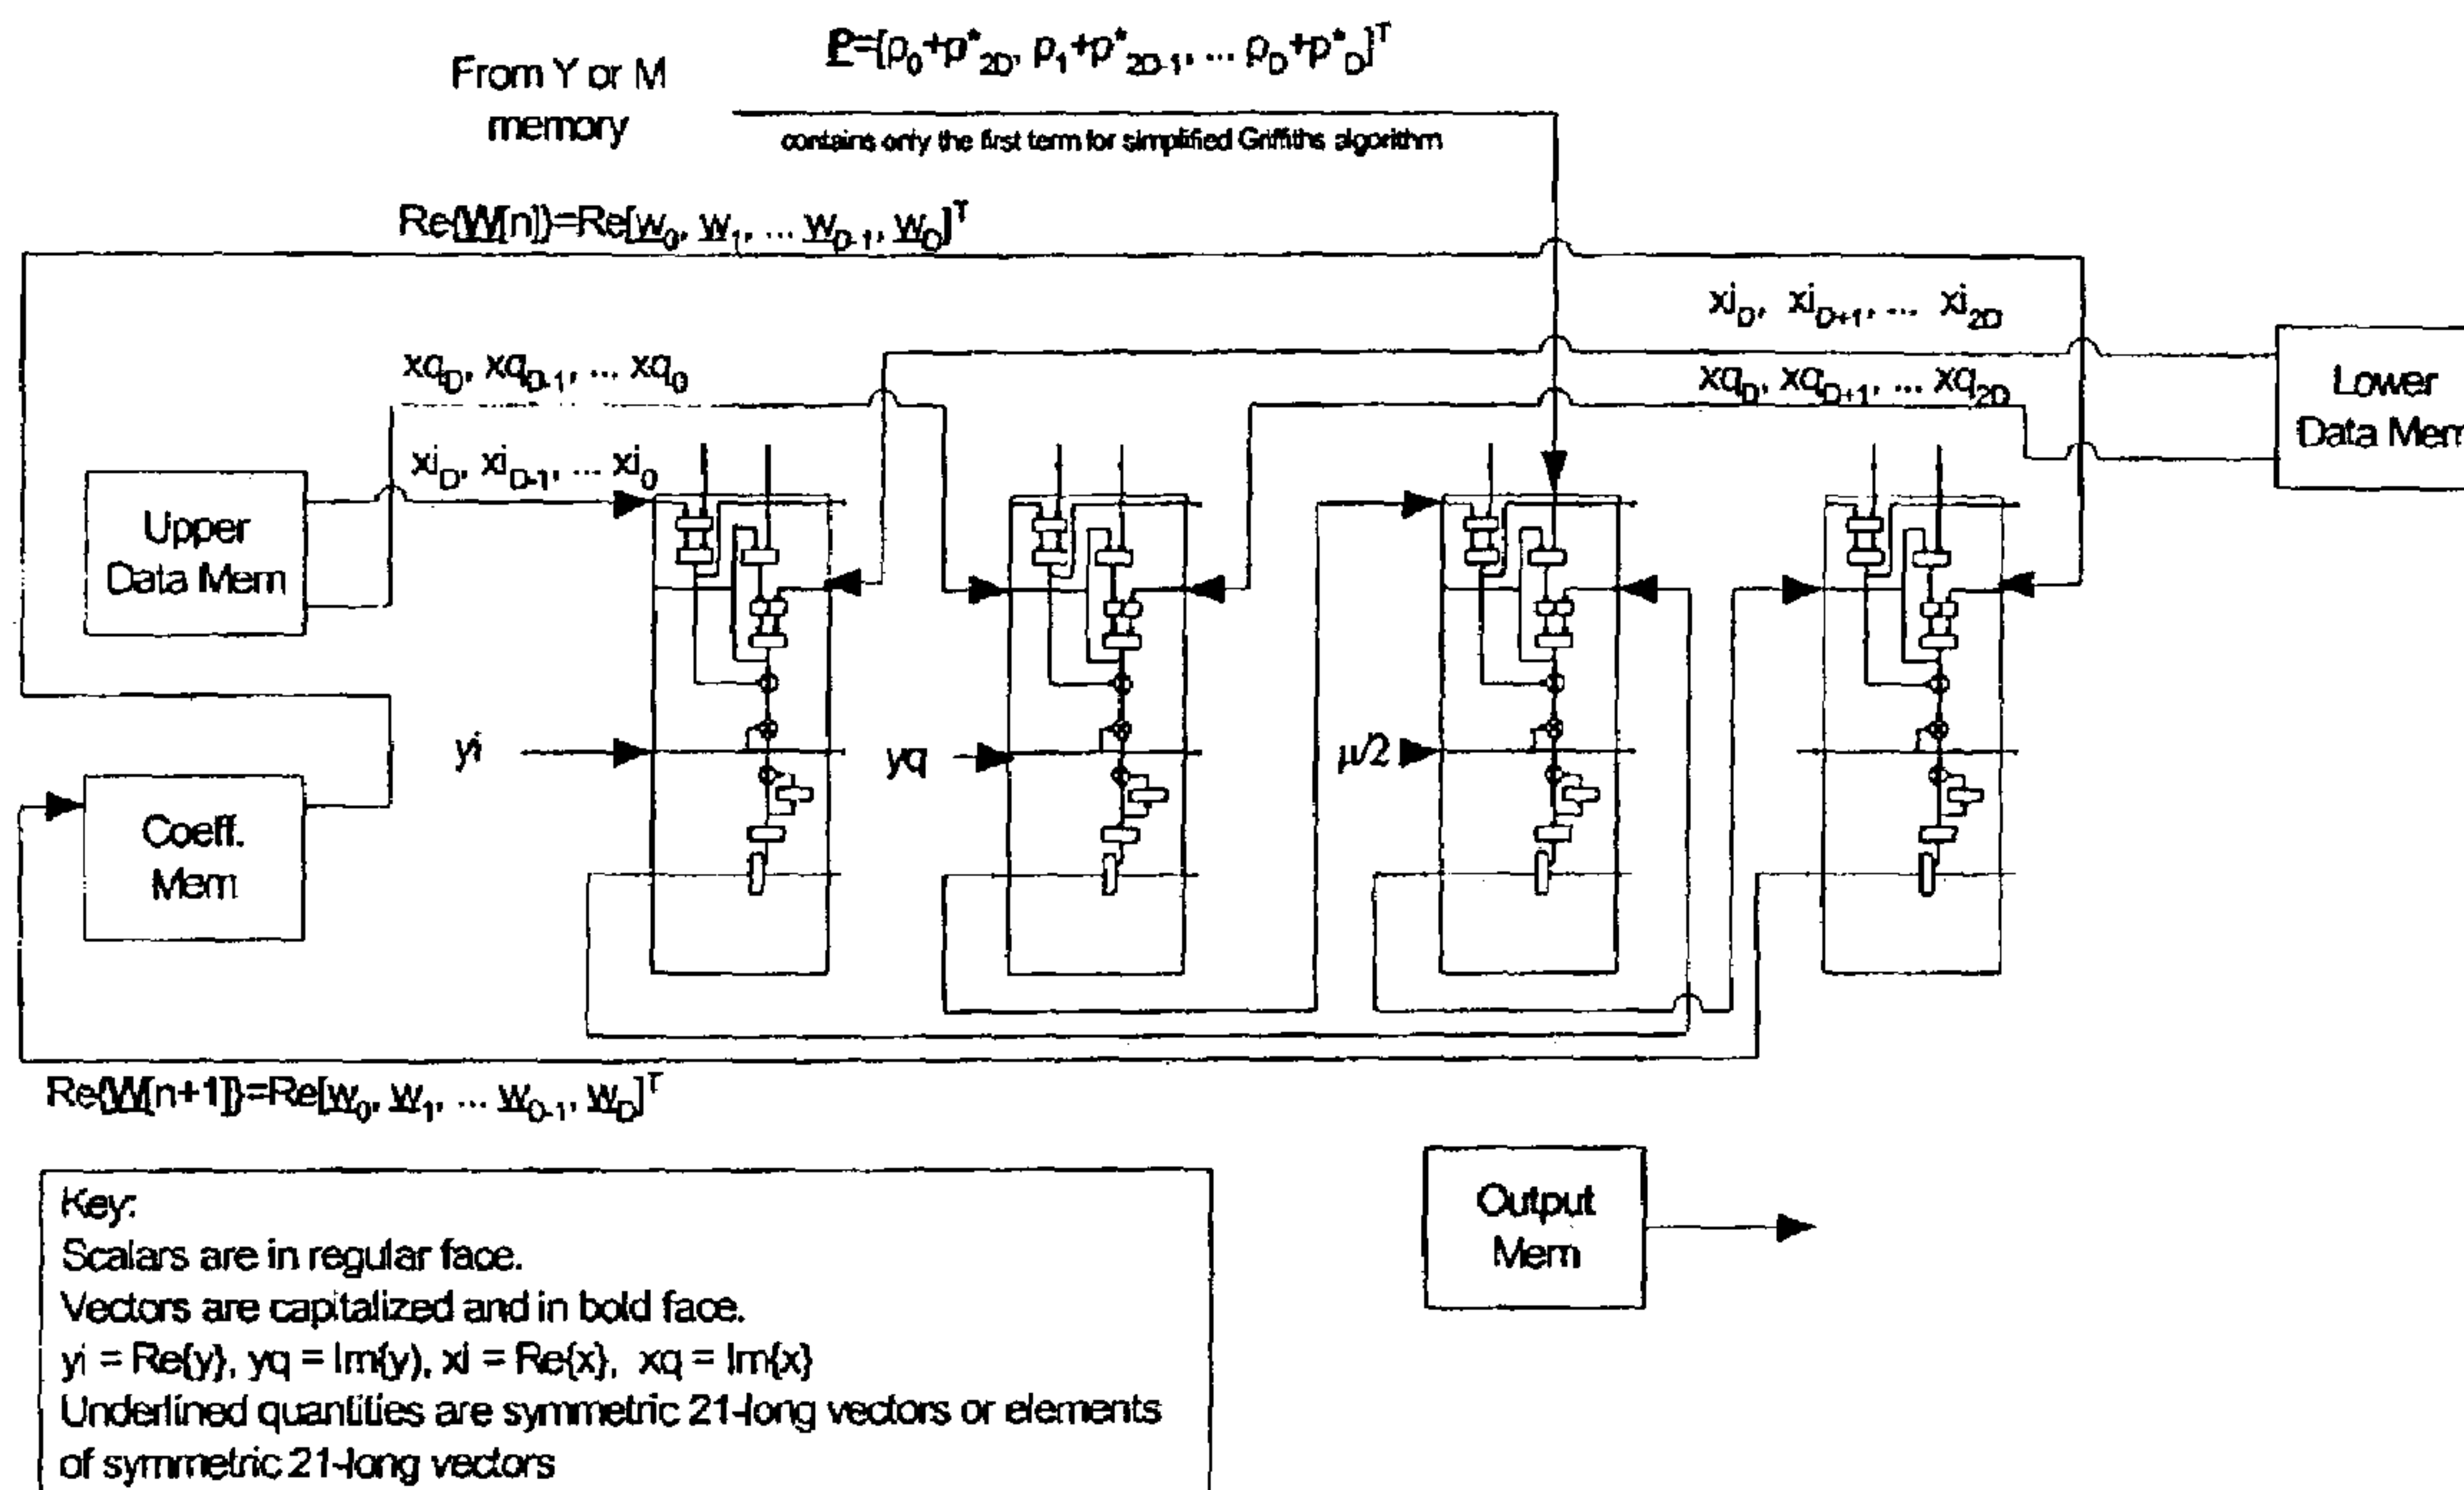 P=[ρ₀+ρ*₂D, ρ₁+ρ*₂D-₁, ... ρD+ρ*D]ᵀ
From Y or M
memory
contains only the first term for simplified Griffiths algorithm
Re{W[n]}=Re[w₀, w₁, ... wD-₁, wD]ᵀ
xiD, xiD+₁, ... xi₂D
xqD, xqD-₁, ... xq₀
xqD, xqD+₁, ... xq₂D
Lower
Data Mem
xiD, xiD-₁, ... xi₀
Upper
Data Mem
yi
yq
μ/2
Coeff.
Mem
Re{W[n+1]}=Re[w₀, w₁, ... wD-₁, wD]ᵀ
Output
Mem
Key:
Scalars are in regular face.
Vectors are capitalized and in bold face.
yi = Re{y}, yq = Im{y}, xi = Re{x}, xq = Im{x}
Underlined quantities are symmetric 21-long vectors or elements
of symmetric 21-long vectors